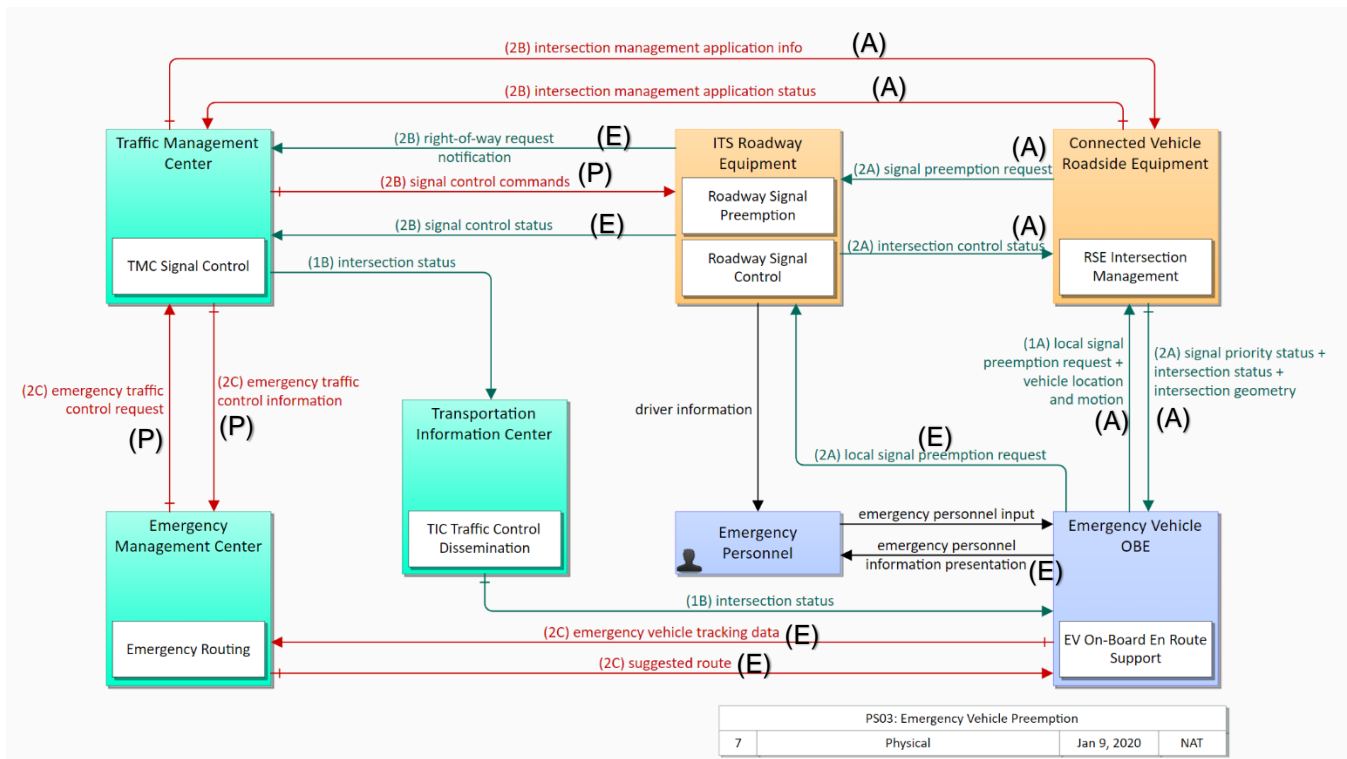 (2B) intersection management application info (A)
(2B) intersection management application status (A)
Traffic Management
Center
TMC Signal Control
(2B) right-of-way request (E)
notification
(2B) signal control commands (P)
(2B) signal control status (E)
ITS Roadway
Equipment
Roadway Signal
Preemption
Roadway Signal
Control
(A)
(2A) signal preemption request
(A)
(2A) intersection control status
Connected Vehicle
Roadside Equipment
RSE Intersection
Management
(1B) intersection status
(2C) emergency traffic
control request
(P)
(2C) emergency traffic
control information
(P)
Transportation
Information Center
TIC Traffic Control
Dissemination
driver information
(1A) local signal
preemption request +
vehicle location
and motion
(A)
(2A) signal priority status +
intersection status +
intersection geometry
(A)
(E)
(2A) local signal preemption request
Emergency
Management Center
Emergency Routing
Emergency
Personnel
emergency personnel input
emergency personnel
information presentation (E)
Emergency Vehicle
OBE
EV On-Board En Route
Support
(1B) intersection status
(2C) emergency vehicle tracking data (E)
(2C) suggested route (E)
PS03: Emergency Vehicle Preemption
7 Physical Jan 9, 2020 NAT